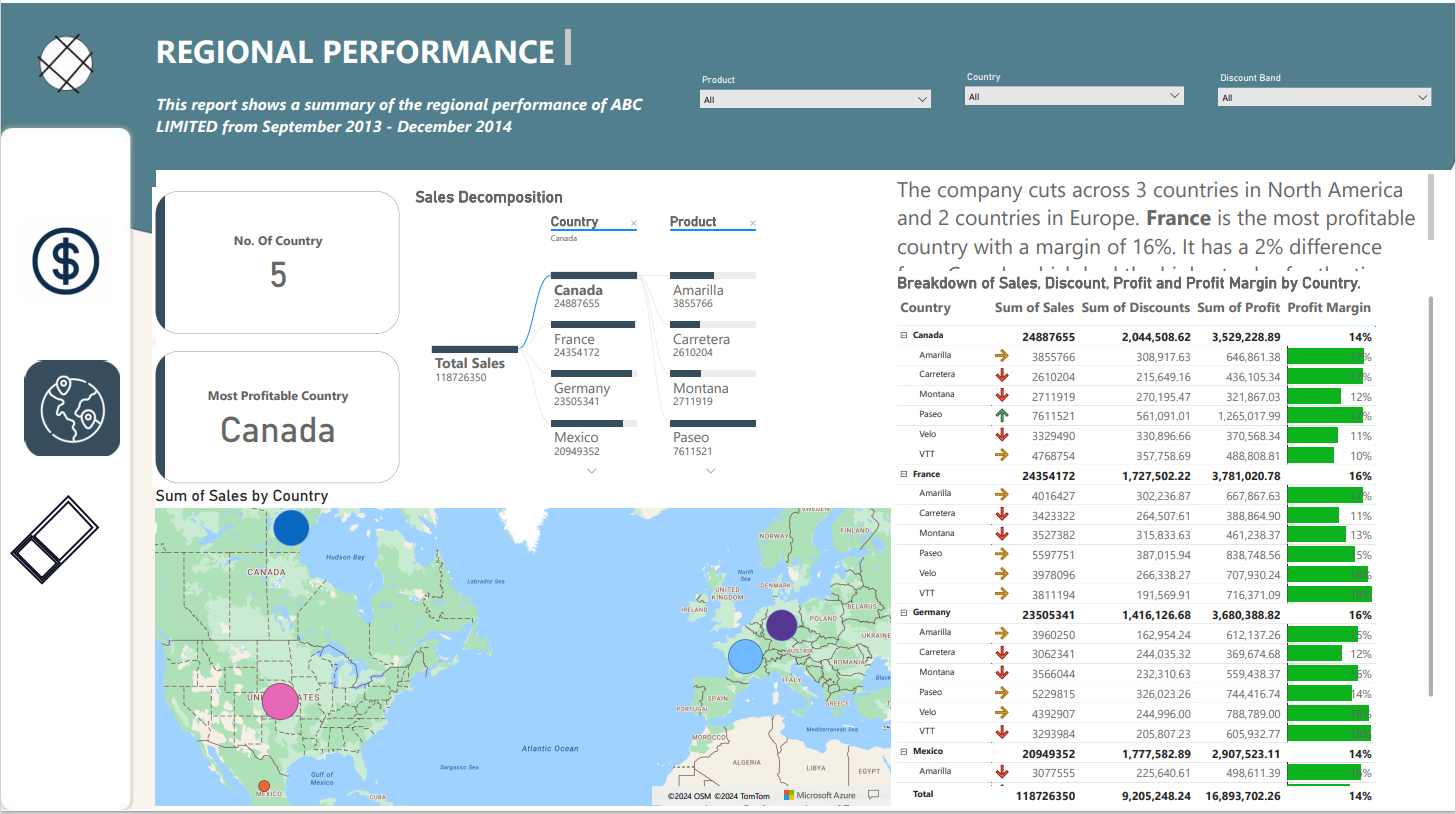 REGIONAL PERFORMANCE
This report shows a summary of the regional performance of ABC
LIMITED from September 2013 - December 2014
Product
All
Country
All
Discount Band
All
No. Of Country
5
Most Profitable Country
Canada
Sales Decomposition
Country ×
Canada
Product ×
Total Sales
118726350
Canada
24887655
France
24354172
Germany
23505341
Mexico
20949352
Amarilla
3855766
Carretera
2610204
Montana
2711919
Paseo
7611521
Sum of Sales by Country
SWEDEN
FINLAND
NORWAY
Hudson Bay
CANADA
Labrador Sea
North
Sea
DENMARK
UNITED
KINGDOM
IRELAND
BELARUS
POLAND
UKRAINE
AUSTRIA
ROMANIA
ITALY
Black
SPAIN
PORTUGAL
GREECE
UNITED STATES
Mediterranean Sea
MOROCCO
Atlantic Ocean
ALGERIA
LIBYA
EGYPT
Sargasso Sea
Gulf of
Mexico
MEXICO
CUBA
©2024 OSM ©2024 TomTom Microsoft Azure
The company cuts across 3 countries in North America
and 2 countries in Europe. France is the most profitable
country with a margin of 16%. It has a 2% difference
Breakdown of Sales, Discount, Profit and Profit Margin by Country.
Country Sum of Sales Sum of Discounts Sum of Profit Profit Margin
Canada 24887655 2,044,508.62 3,529,228.89 14%
Amarilla 3855766 308,917.63 646,861.38
Carretera 2610204 215,649.16 436,105.34
Montana 2711919 270,195.47 321,867.03 12%
Paseo 7611521 561,091.01 1,265,017.99
Velo 3329490 330,896.66 370,568.34 11%
VTT 4768754 357,758.69 488,808.81 10%
France 24354172 1,727,502.22 3,781,020.78 16%
Amarilla 4016427 302,236.87 667,867.63
Carretera 3423322 264,507.61 388,864.90 11%
Montana 3527382 315,833.63 461,238.37 13%
Paseo 5597751 387,015.94 838,748.56 15%
Velo 3978096 266,338.27 707,930.24
VTT 3811194 191,569.91 716,371.09
Germany 23505341 1,416,126.68 3,680,388.82 16%
Amarilla 3960250 162,954.24 612,137.26 15%
Carretera 3062341 244,035.32 369,674.68 12%
Montana 3566044 232,310.63 559,438.37
Paseo 5229815 326,023.26 744,416.74 14%
Velo 4392907 244,996.00 788,789.00
VTT 3293984 205,807.23 605,932.77
Mexico 20949352 1,777,582.89 2,907,523.11 14%
Amarilla 3077555 225,640.61 498,611.39
Total 118726350 9,205,248.24 16,893,702.26 14%